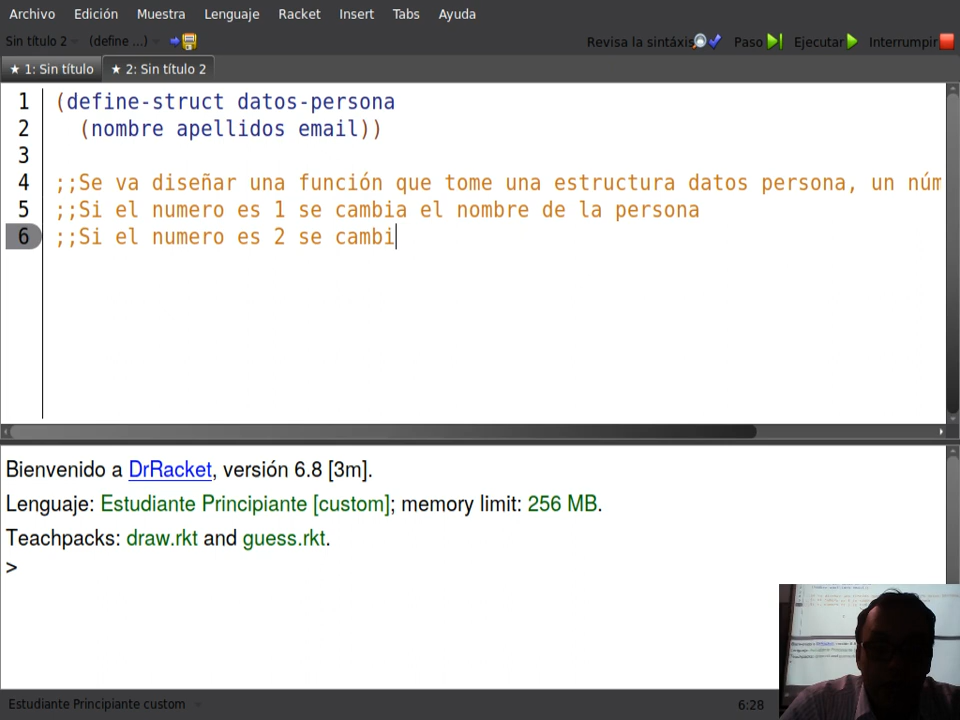 Archivo Edición Muestra Lenguaje Racket Insert Tabs Ayuda
Sin título 2 (define ...) Revisa la sintáxis Paso Ejecutar Interrumpir
★ 1: Sin título ★ 2: Sin título 2
1 (define-struct datos-persona
2 (nombre apellidos email))
3
4 ;;Se va diseñar una función que tome una estructura datos persona, un núm
5 ;;Si el numero es 1 se cambia el nombre de la persona
6 ;;Si el numero es 2 se cambi
Bienvenido a DrRacket, versión 6.8 [3m].
Lenguaje: Estudiante Principiante [custom]; memory limit: 256 MB.
Teachpacks: draw.rkt and guess.rkt.
>
Estudiante Principiante custom 6:28